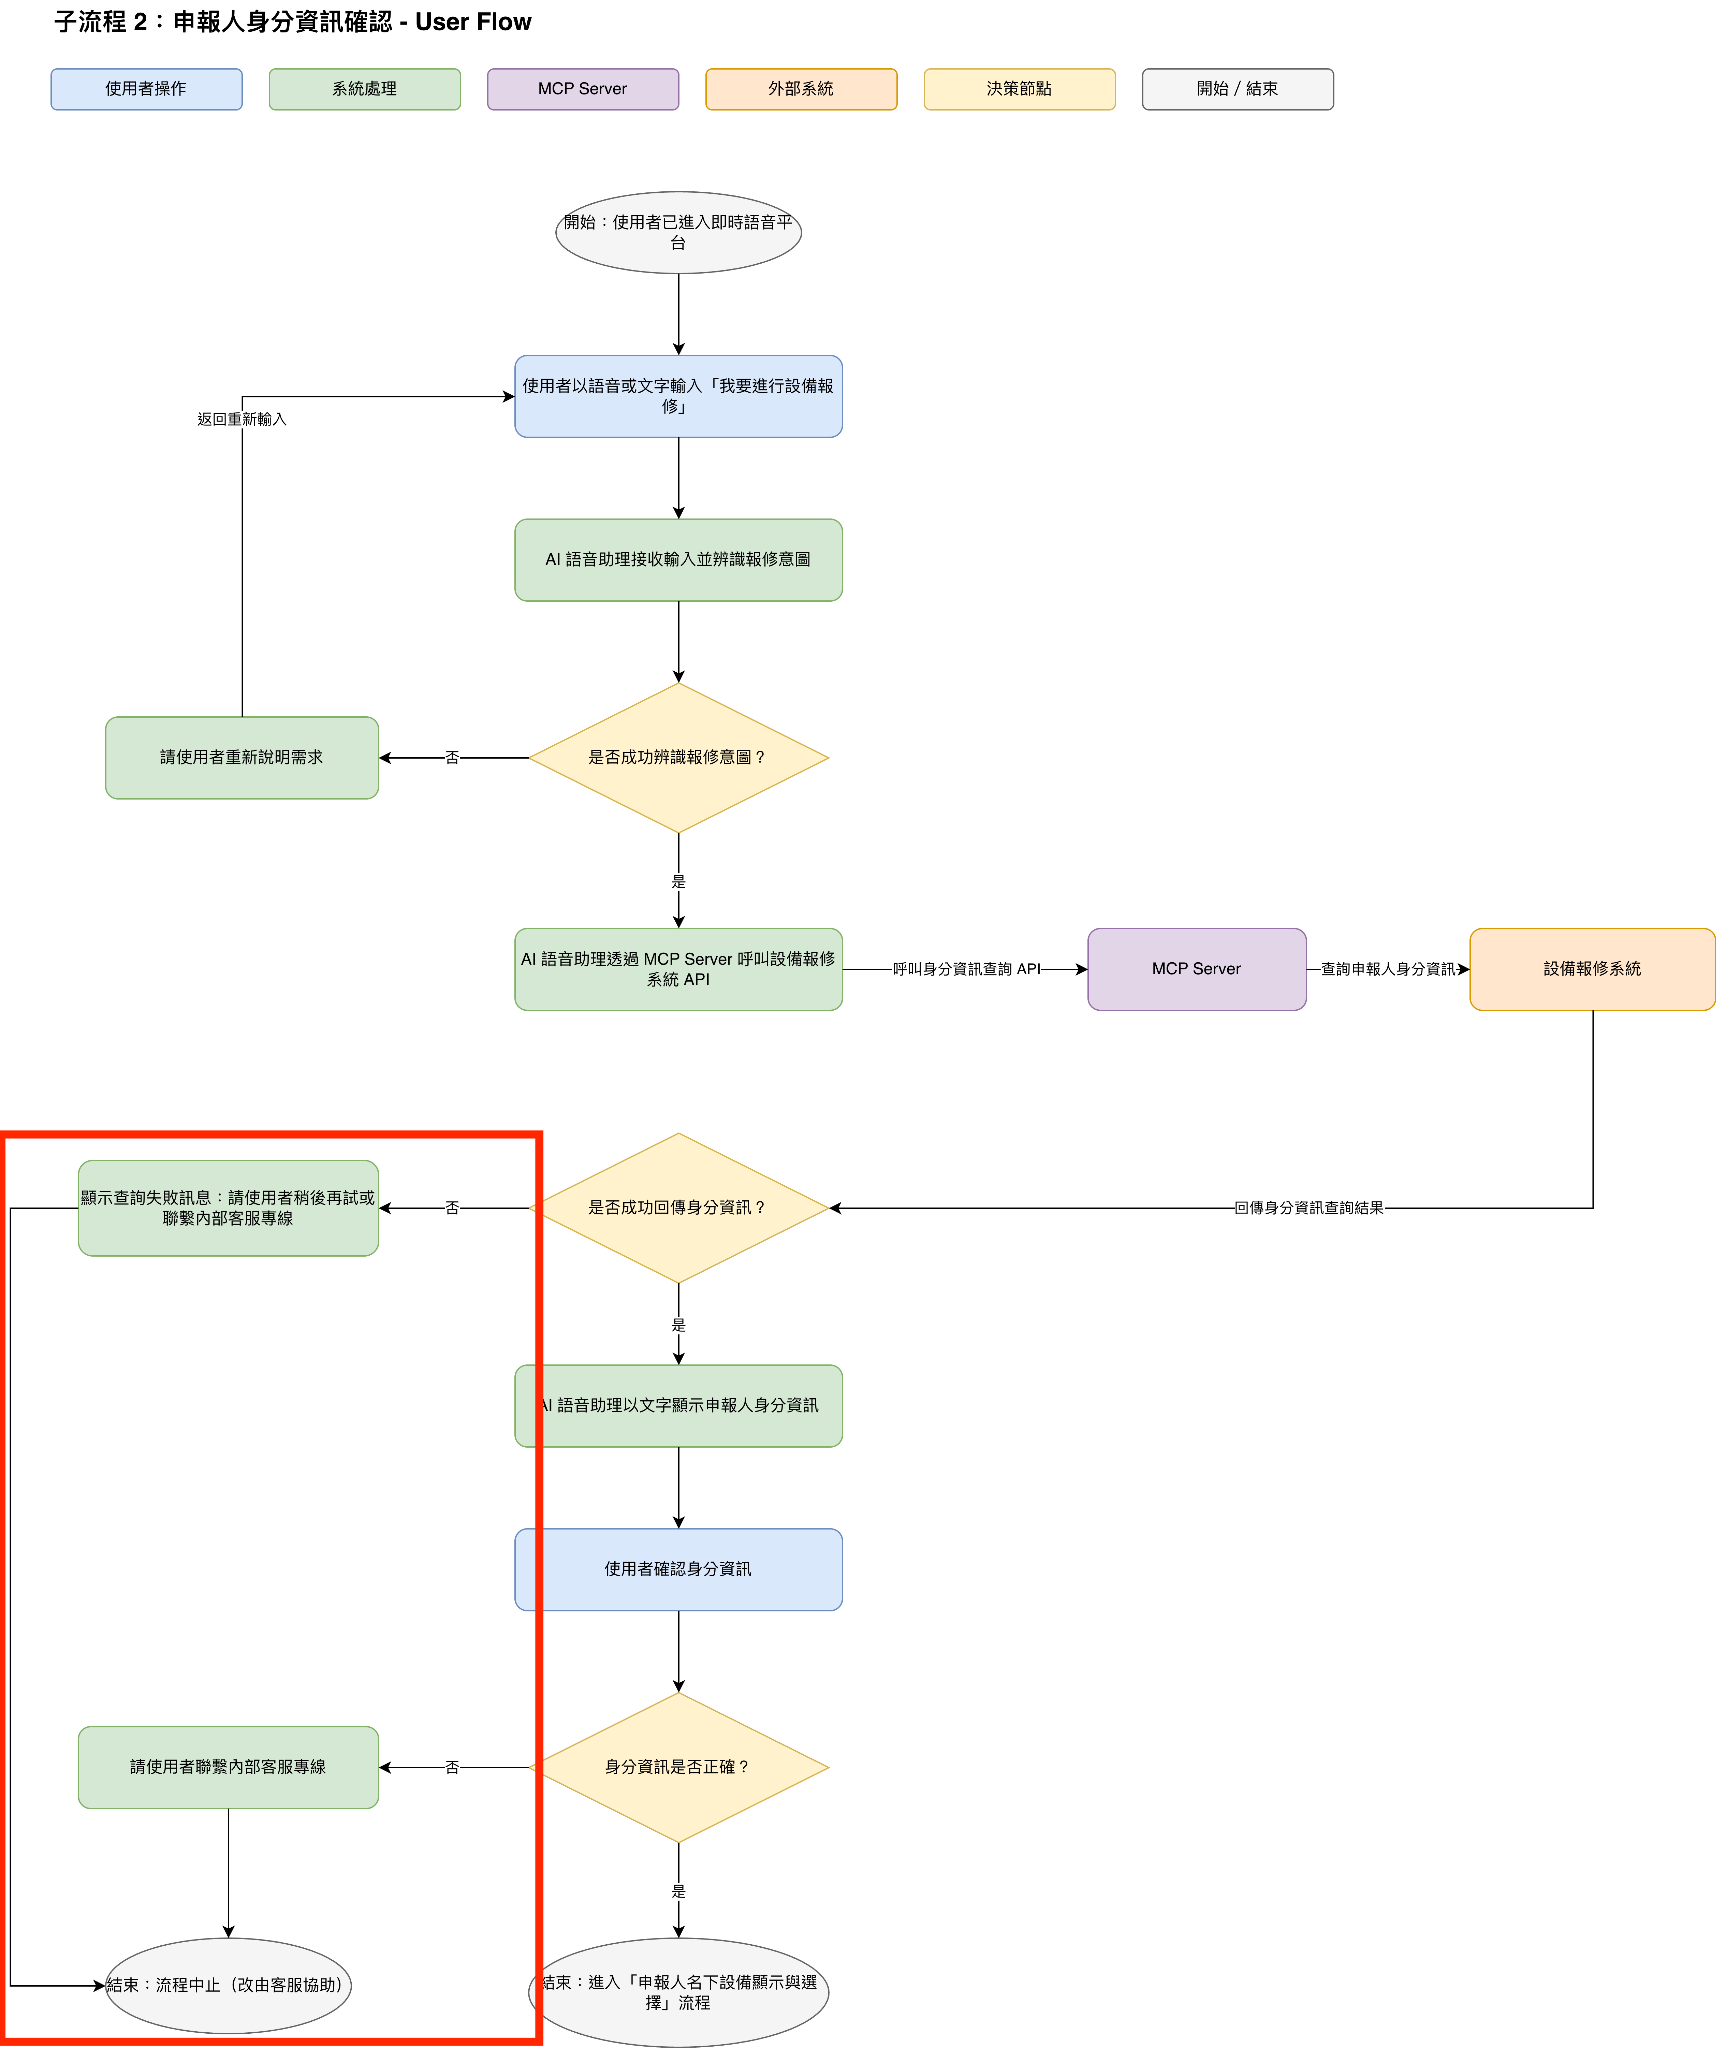 子流程 2：申報人身分資訊確認 - User Flow
使用者操作
系統處理
MCP Server
外部系統
決策節點
開始 / 結束
開始：使用者已進入即時語音平
台
使用者以語音或文字輸入「我要進行設備報
修」
返回重新輸入
AI 語音助理接收輸入並辨識報修意圖
請使用者重新說明需求
否
是否成功辨識報修意圖？
是
AI 語音助理透過 MCP Server 呼叫設備報修
系統 API
呼叫身分資訊查詢 API
MCP Server
查詢申報人身分資訊
設備報修系統
顯示查詢失敗訊息：請使用者稍後再試或
聯繫內部客服專線
否
是否成功回傳身分資訊？
回傳身分資訊查詢結果
是
AI 語音助理以文字顯示申報人身分資訊
使用者確認身分資訊
請使用者聯繫內部客服專線
否
身分資訊是否正確？
是
結束：流程中止（改由客服協助）
結束：進入「申報人名下設備顯示與選
擇」流程